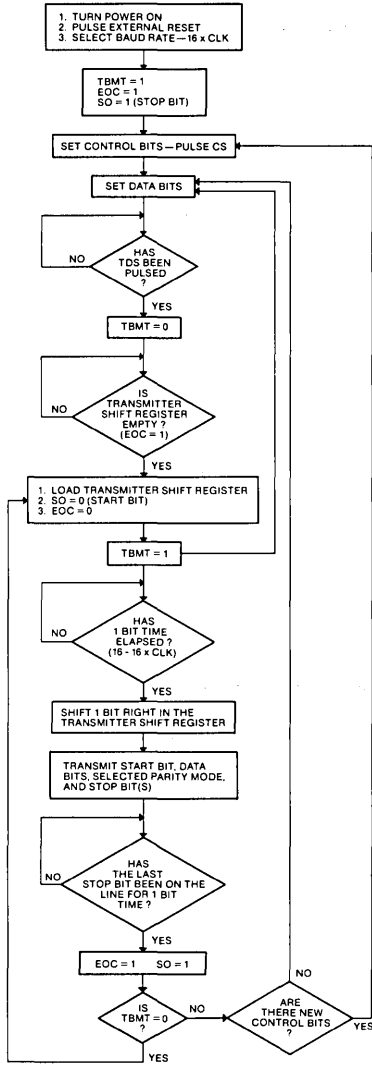 1. TURN POWER ON
2. PULSE EXTERNAL RESET
3. SELECT BAUD RATE—16 x CLK
TBMT = 1
EOC = 1
SO = 1 (STOP BIT)
SET CONTROL BITS—PULSE CS
SET DATA BITS
HAS
TDS BEEN
PULSED
?
NO
YES
TBMT = 0
IS
TRANSMITTER
SHIFT REGISTER
EMPTY ?
(EOC = 1)
NO
YES
1. LOAD TRANSMITTER SHIFT REGISTER
2. SO = 0 (START BIT)
3. EOC = 0
TBMT = 1
HAS
1 BIT TIME
ELAPSED ?
(16 - 16 x CLK)
NO
YES
SHIFT 1 BIT RIGHT IN THE
TRANSMITTER SHIFT REGISTER
TRANSMIT START BIT, DATA
BITS, SELECTED PARITY MODE,
AND STOP BIT(S)
HAS
THE LAST
STOP BIT BEEN ON THE
LINE FOR 1 BIT
TIME ?
NO
YES
EOC = 1 SO = 1
IS
TBMT = 0
?
NO
YES
ARE
THERE NEW
CONTROL BITS
?
NO
YES